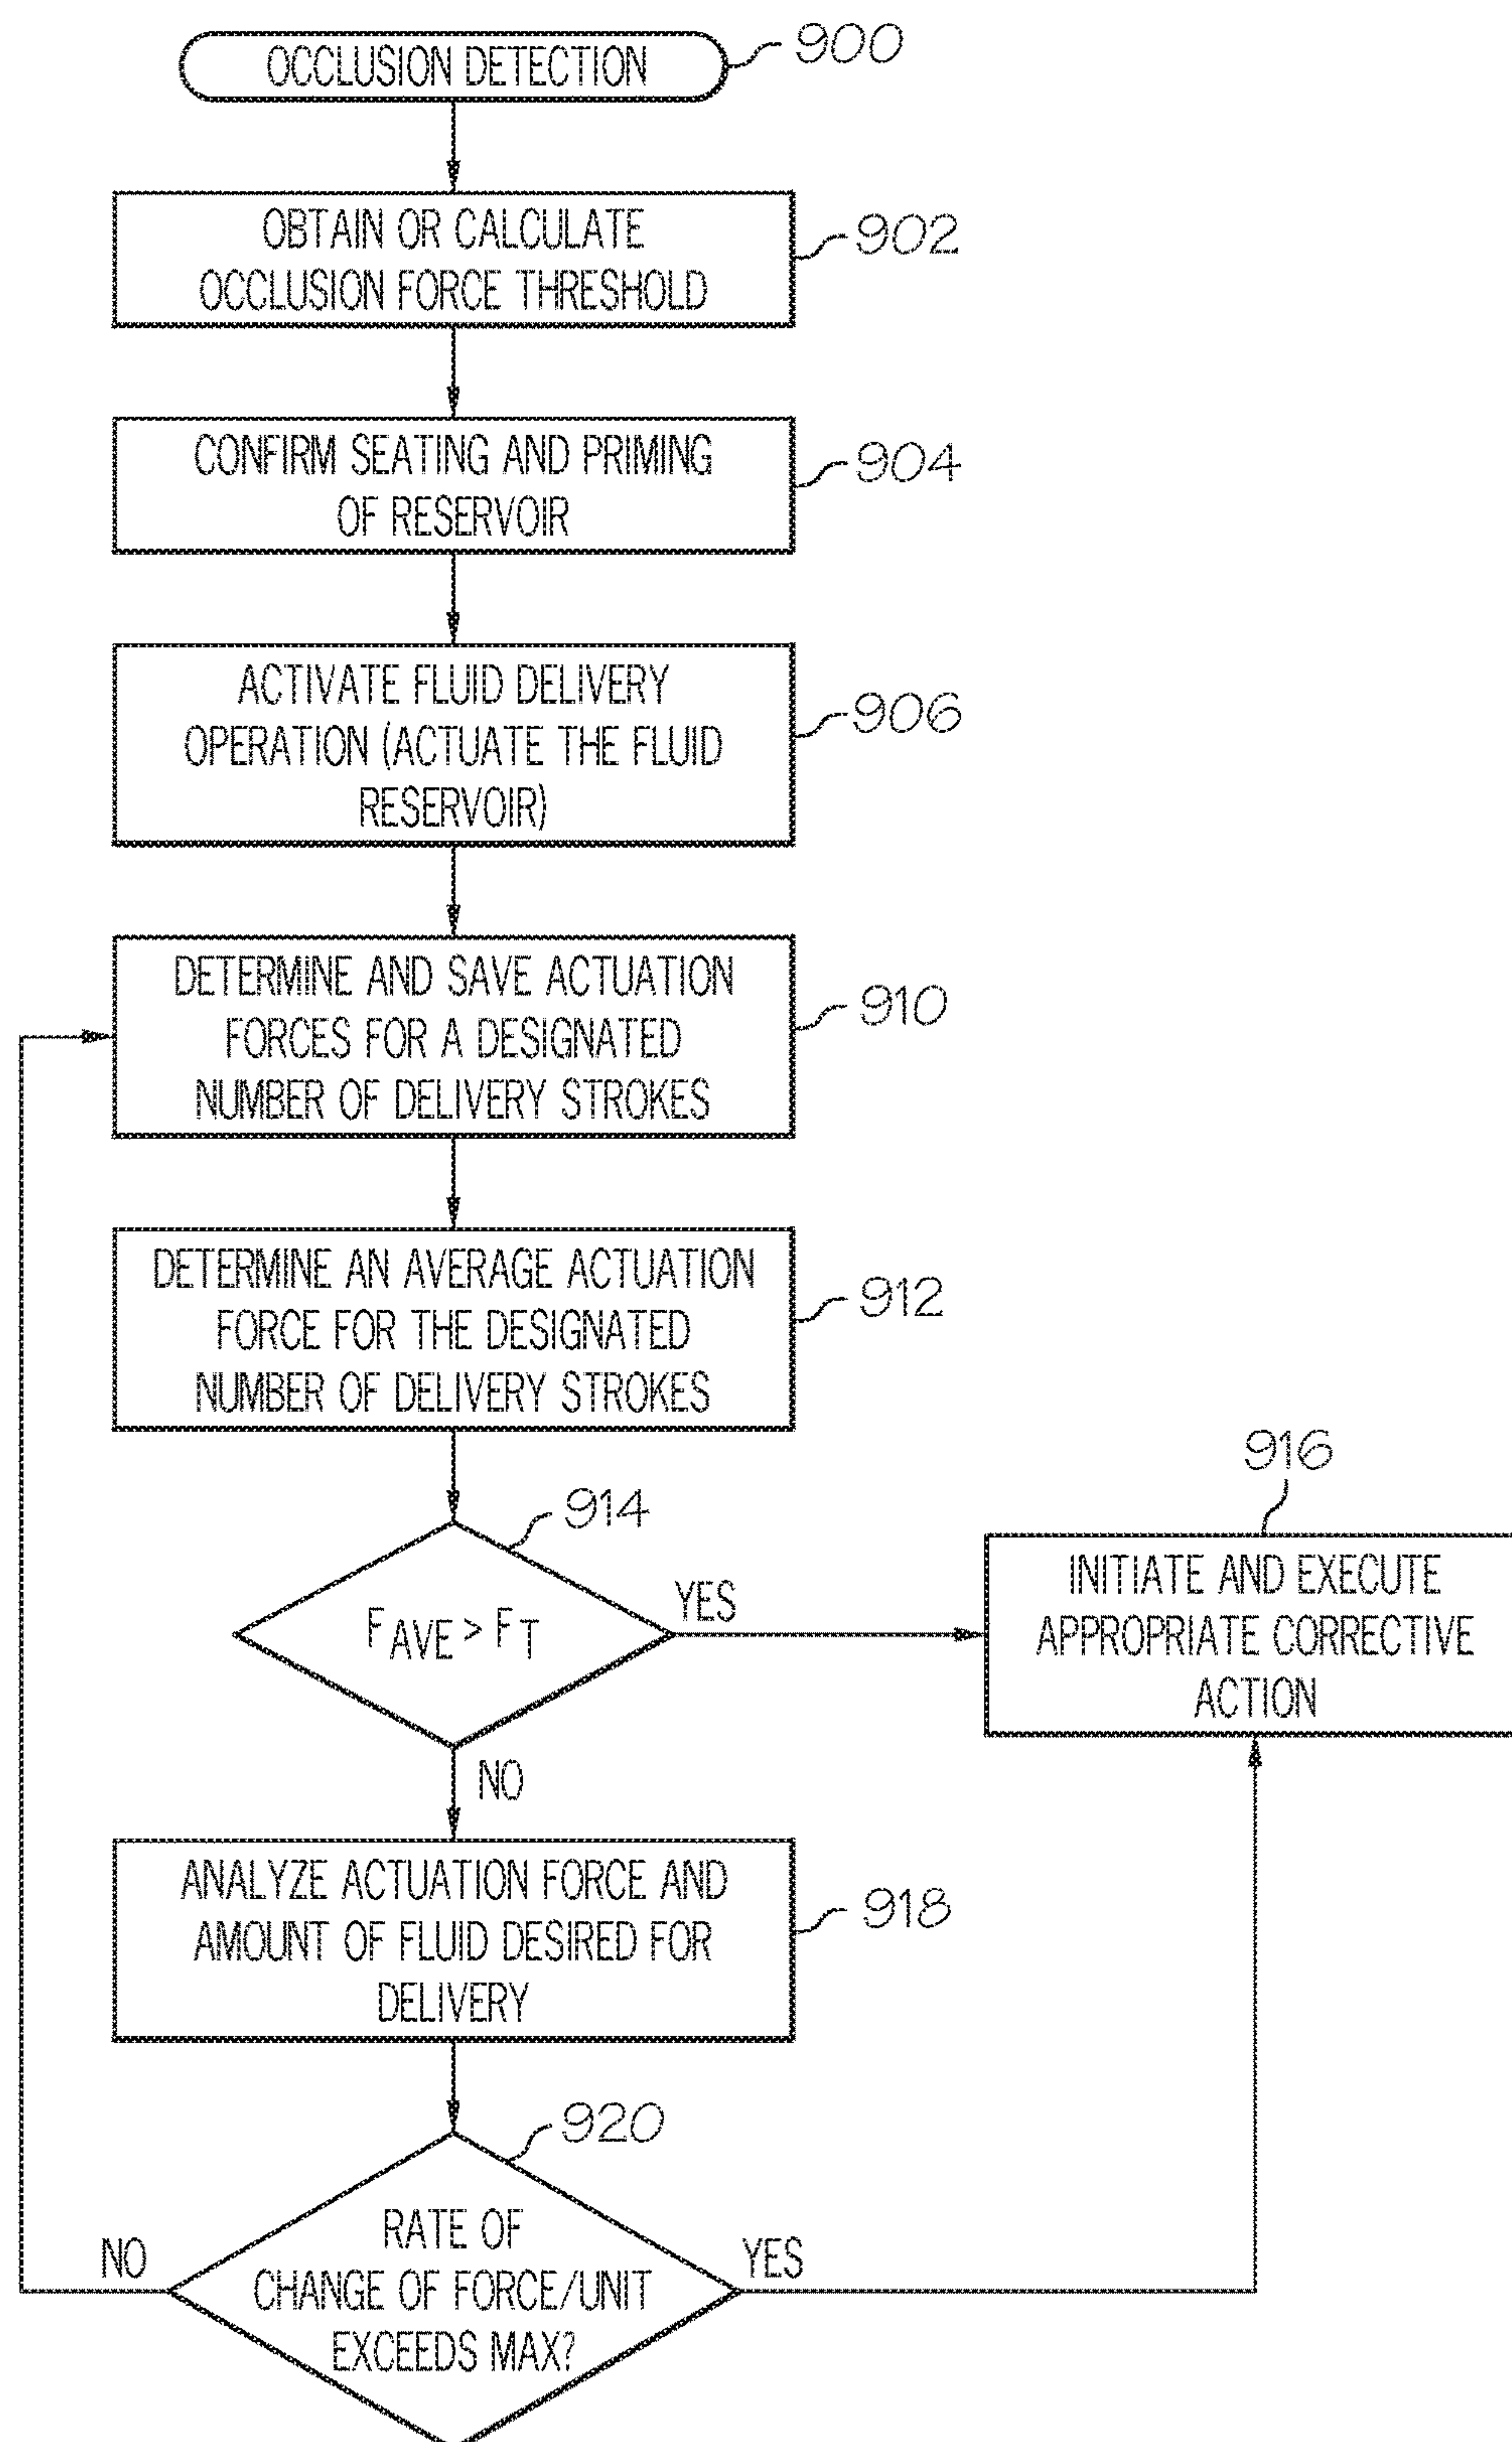 OCCLUSION DETECTION
900
OBTAIN OR CALCULATE
OCCLUSION FORCE THRESHOLD
902
CONFIRM SEATING AND PRIMING
OF RESERVOIR
904
ACTIVATE FLUID DELIVERY
OPERATION (ACTUATE THE FLUID
RESERVOIR)
906
DETERMINE AND SAVE ACTUATION
FORCES FOR A DESIGNATED
NUMBER OF DELIVERY STROKES
910
DETERMINE AN AVERAGE ACTUATION
FORCE FOR THE DESIGNATED
NUMBER OF DELIVERY STROKES
912
914
FAVE > FT
YES
NO
916
INITIATE AND EXECUTE
APPROPRIATE CORRECTIVE
ACTION
ANALYZE ACTUATION FORCE AND
AMOUNT OF FLUID DESIRED FOR
DELIVERY
918
920
RATE OF
CHANGE OF FORCE/UNIT
EXCEEDS MAX?
NO
YES